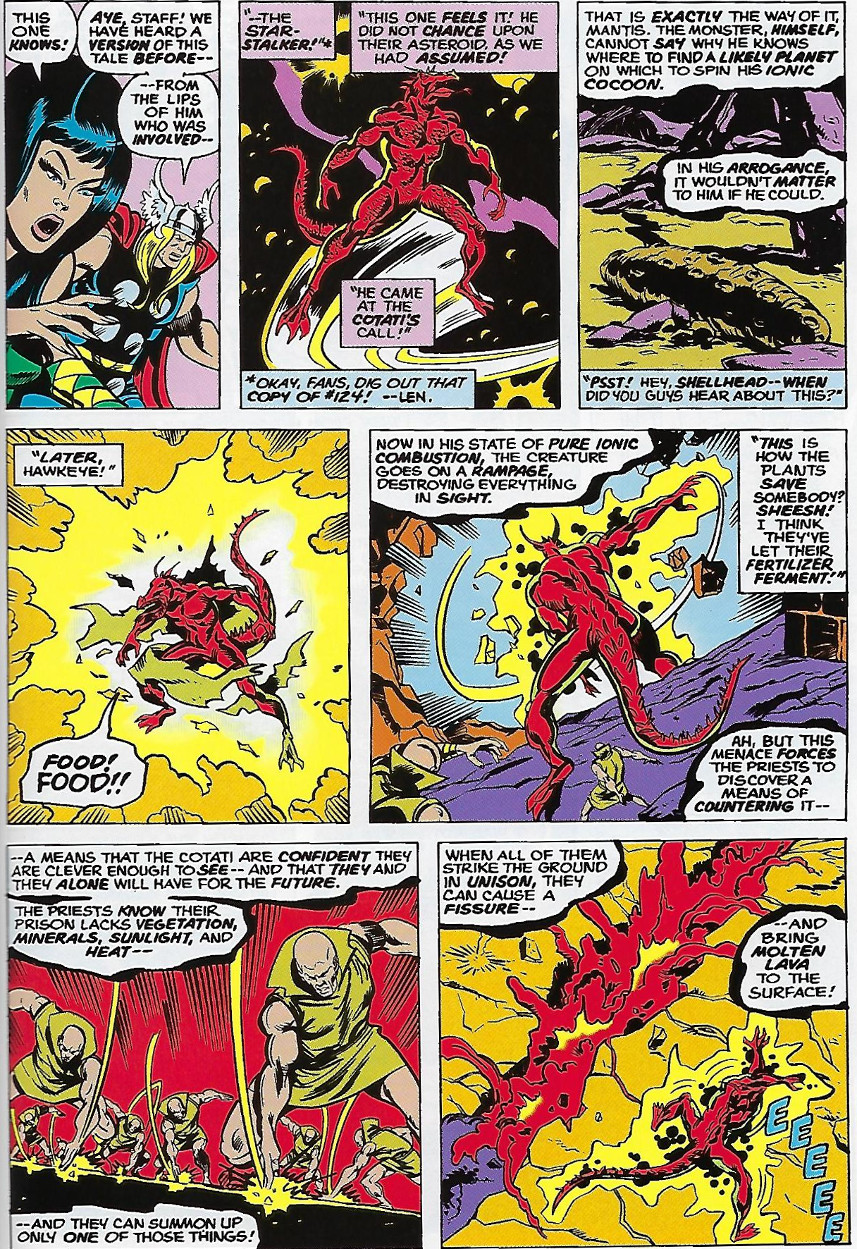 THIS
ONE
KNOWS!
AYE, STAFF! WE
HAVE HEARD A
VERSION OF THIS
TALE BEFORE--
--FROM
THE LIPS
OF HIM
WHO WAS
INVOLVED--
"--THE
STAR-
STALKER!"*
"THIS ONE FEELS IT! HE
DID NOT CHANCE UPON
THEIR ASTEROID, AS WE
HAD ASSUMED!
"HE CAME
AT THE
COTATI'S
CALL!"
*OKAY, FANS, DIG OUT THAT
COPY OF #124! --LEN.
THAT IS EXACTLY THE WAY OF IT,
MANTIS. THE MONSTER, HIMSELF,
CANNOT SAY WHY HE KNOWS
WHERE TO FIND A LIKELY PLANET
ON WHICH TO SPIN HIS IONIC
COCOON.
IN HIS ARROGANCE,
IT WOULDN'T MATTER
TO HIM IF HE COULD.
"PSST! HEY, SHELLHEAD--WHEN
DID YOU GUYS HEAR ABOUT THIS?"
"LATER,
HAWKEYE!"
FOOD!
FOOD!!
NOW IN HIS STATE OF PURE IONIC
COMBUSTION, THE CREATURE
GOES ON A RAMPAGE,
DESTROYING EVERYTHING
IN SIGHT.
"THIS IS
HOW THE
PLANTS
SAVE
SOMEBODY?
SHEESH!
I THINK
THEY'VE
LET THEIR
FERTILIZER
FERMENT!"
AH, BUT THIS
MENACE FORCES
THE PRIESTS TO
DISCOVER A
MEANS OF
COUNTERING IT--
--A MEANS THAT THE COTATI ARE CONFIDENT THEY
ARE CLEVER ENOUGH TO SEE-- AND THAT THEY AND
THEY ALONE WILL HAVE FOR THE FUTURE.
THE PRIESTS KNOW THEIR
PRISON LACKS VEGETATION,
MINERALS, SUNLIGHT, AND
HEAT--
--AND THEY CAN SUMMON UP
ONLY ONE OF THOSE THINGS!
WHEN ALL OF THEM
STRIKE THE GROUND
IN UNISON, THEY
CAN CAUSE A
FISSURE--
--AND
BRING
MOLTEN
LAVA
TO THE
SURFACE!
EEEEE